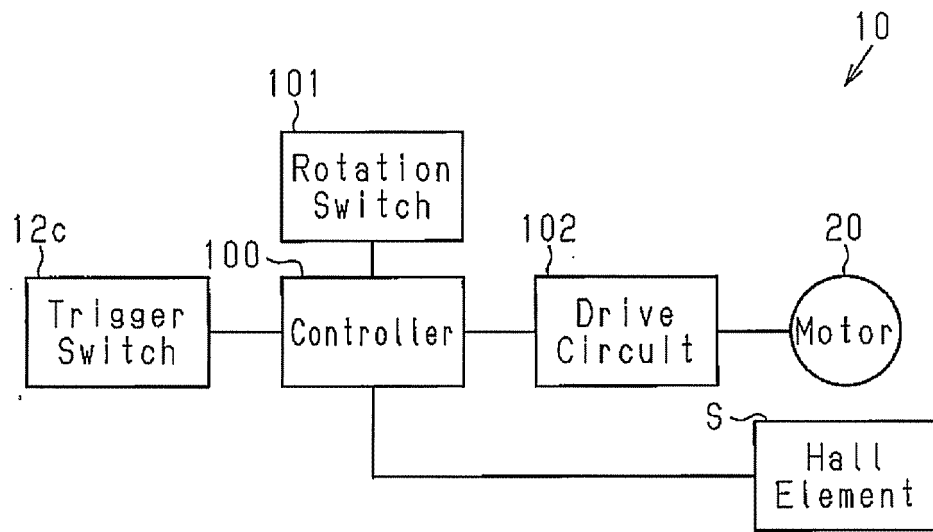 10
101
Rotation
Switch
12c
100
102
20
Trigger
Switch
Controller
Drive
Circuit
Motor
S
Hall
Element